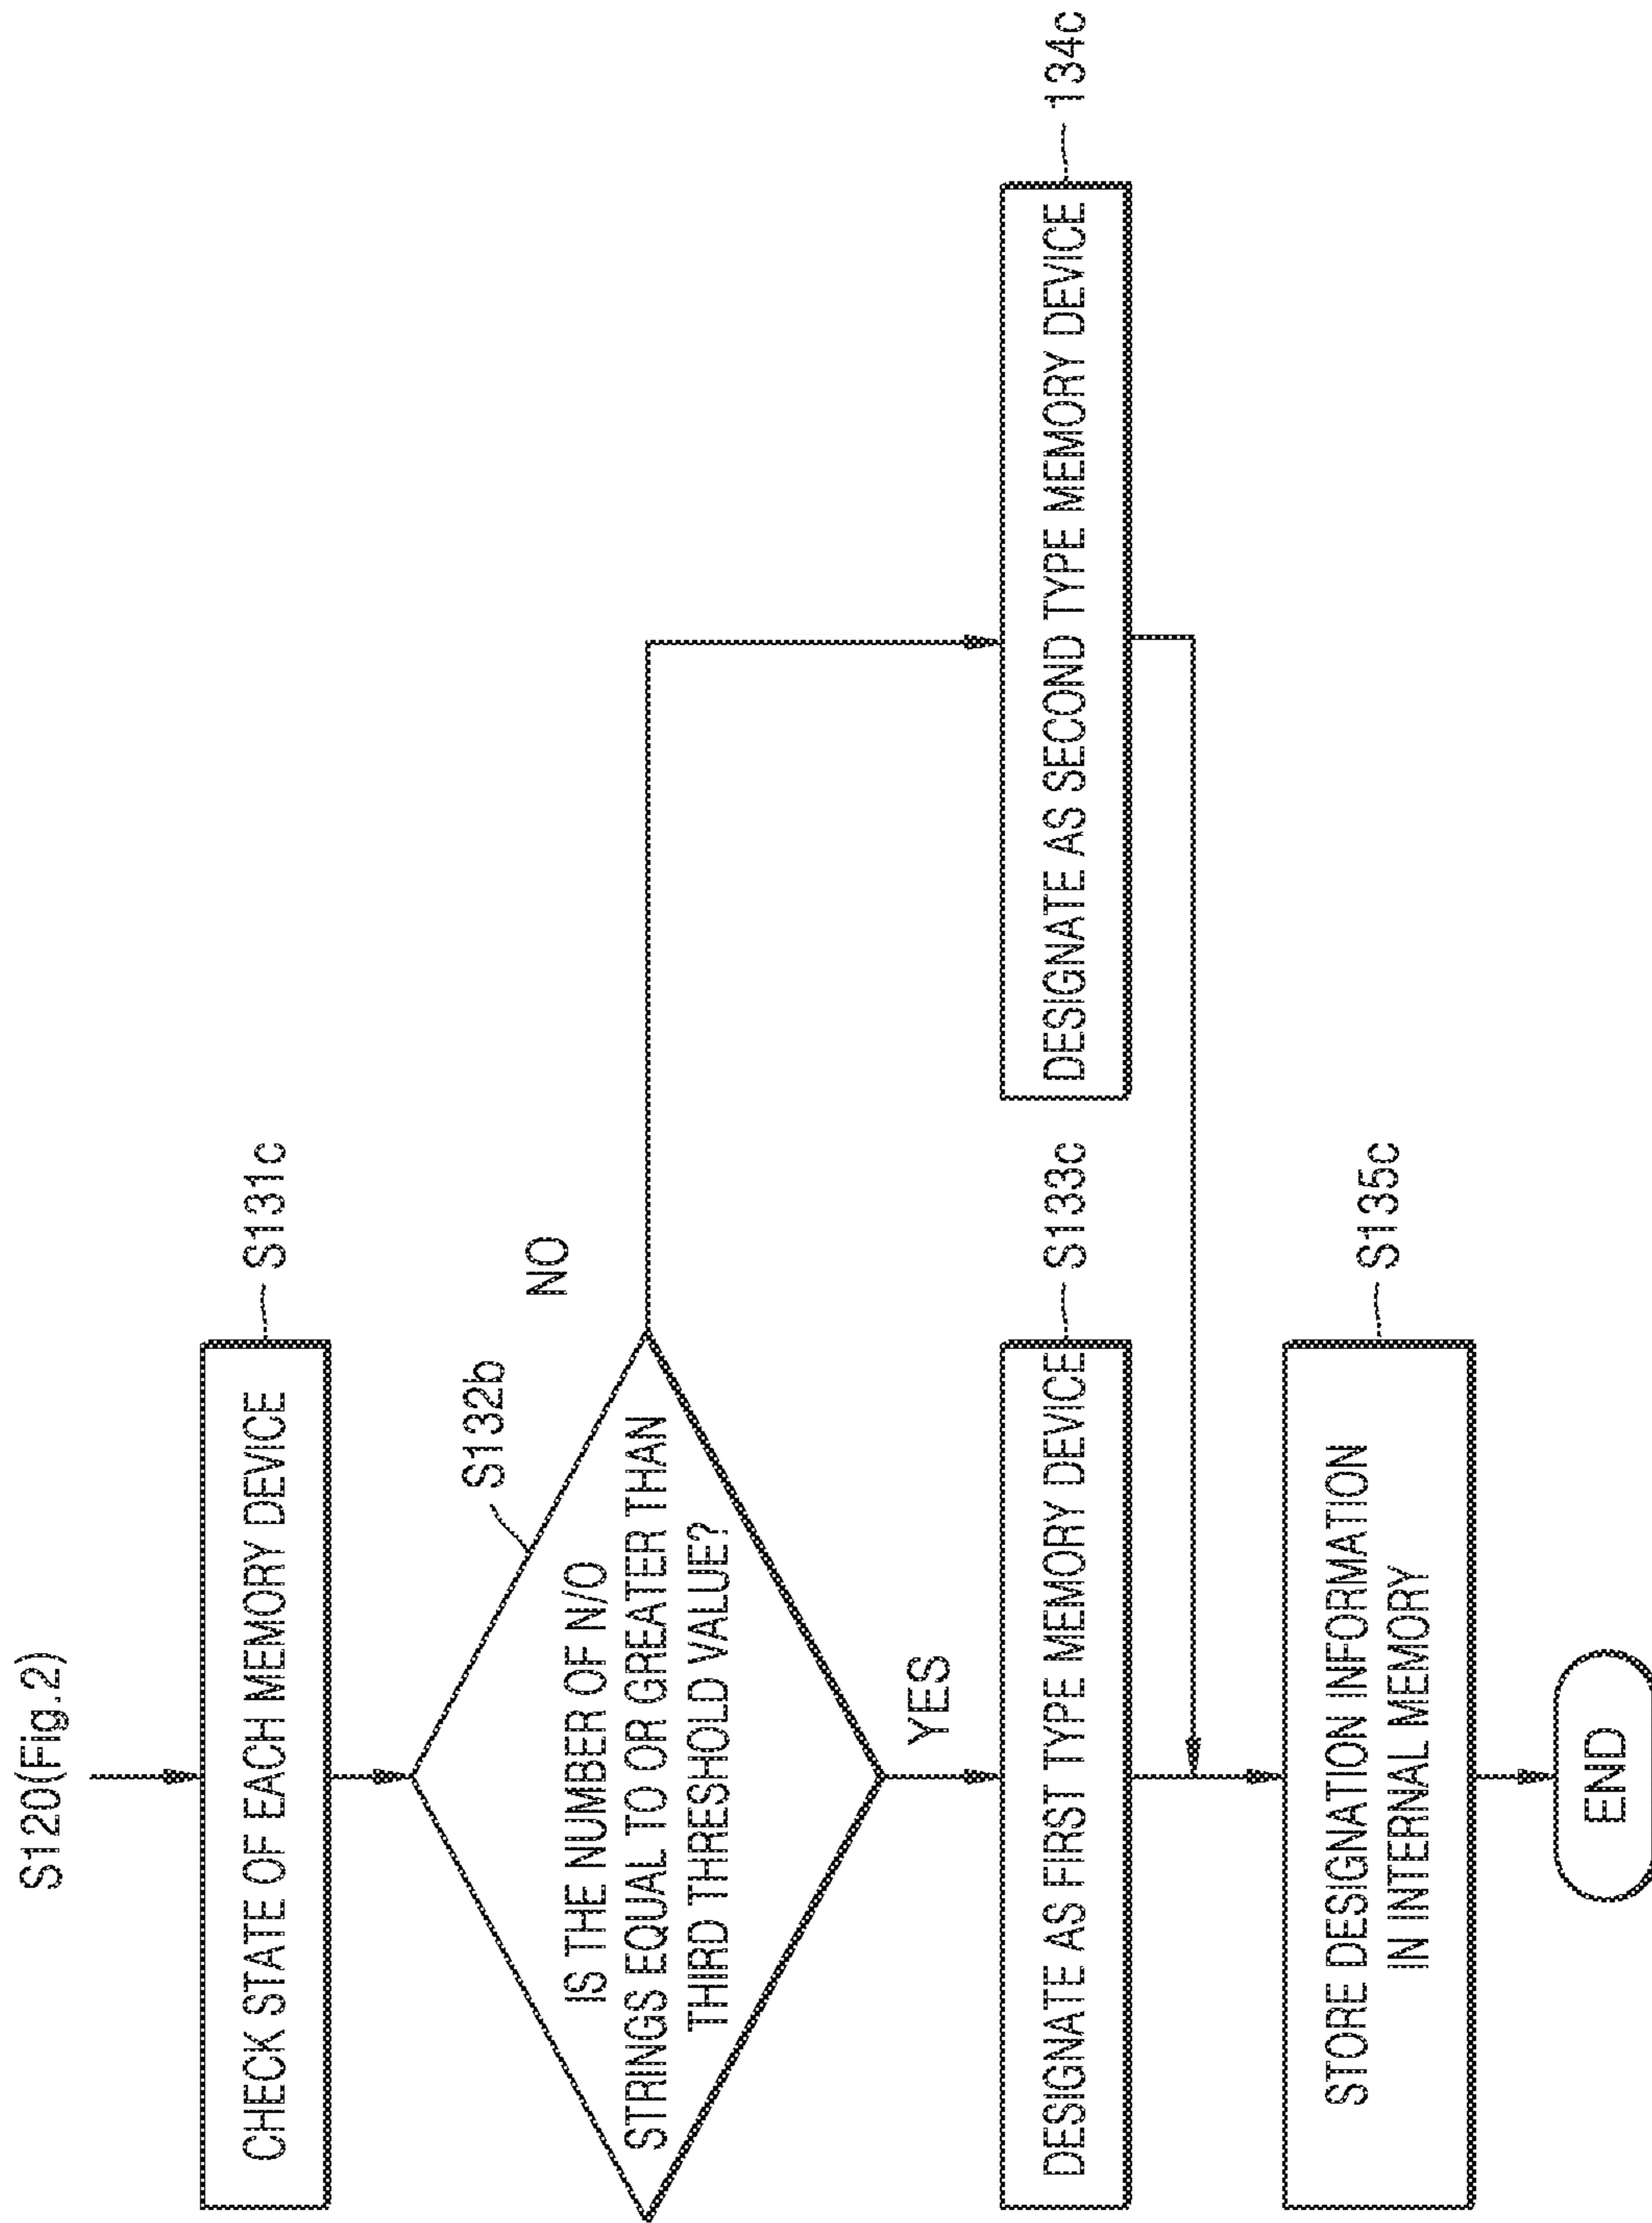 S120(Fig.2)
CHECK STATE OF EACH MEMORY DEVICE
S131c
S132b
IS THE NUMBER OF N/O
STRINGS EQUAL TO OR GREATER THAN
THIRD THRESHOLD VALUE?
NO
YES
DESIGNATE AS FIRST TYPE MEMORY DEVICE
S133c
DESIGNATE AS SECOND TYPE MEMORY DEVICE
134c
STORE DESIGNATION INFORMATION
IN INTERNAL MEMORY
S135c
END